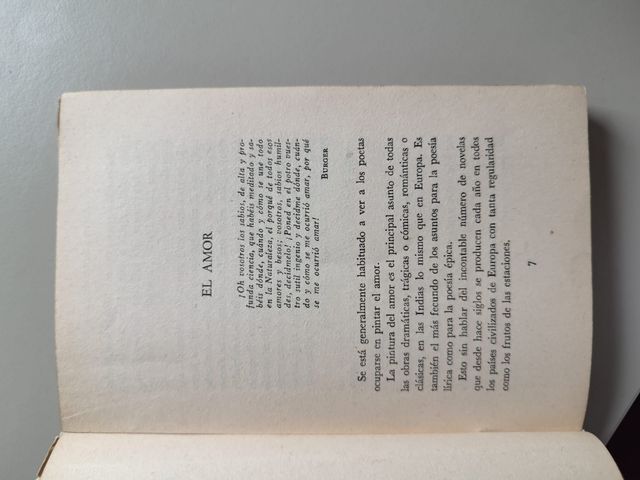 EL AMOR
¡Oh vosotros los sabios, de alta y pro-
funda ciencia, que habéis meditado y sa-
béis dónde, cuándo y cómo se une todo
en la Naturaleza, el porqué de todos esos
amores y besos; vosotros, sabios humil-
des, decídmelo! ¡Poned en el potro vues-
tro sutil ingenio y decidme dónde, cuán-
do y cómo se me ocurrió amar, por qué
se me ocurrió amar!
BURGER
Se está generalmente habituado a ver a los poetas
ocuparse en pintar el amor.
La pintura del amor es el principal asunto de todas
las obras dramáticas, trágicas o cómicas, románticas o
clásicas, en las Indias lo mismo que en Europa. Es
también el más fecundo de los asuntos para la poesía
lírica como para la poesía épica.
Esto sin hablar del incontable número de novelas
que desde hace siglos se producen cada año en todos
los países civilizados de Europa con tanta regularidad
como los frutos de las estaciones.
7